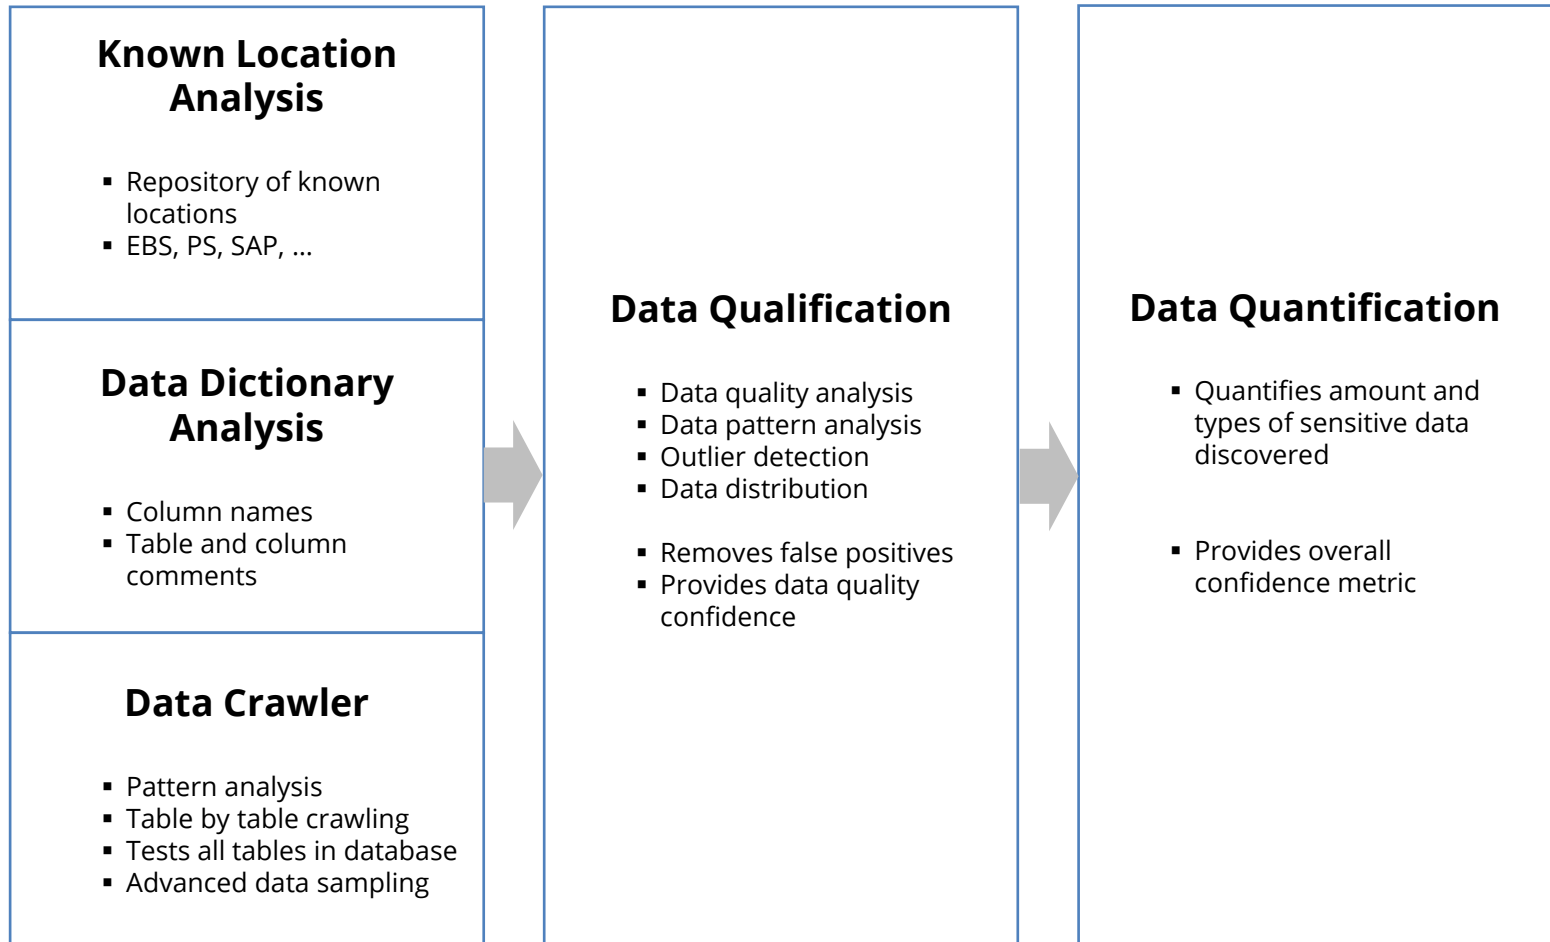 Known Location
Analysis
▪ Repository of known
locations
▪ EBS, PS, SAP, ...
Data Dictionary
Analysis
▪ Column names
▪ Table and column
comments
Data Crawler
▪ Pattern analysis
▪ Table by table crawling
▪ Tests all tables in database
▪ Advanced data sampling
Data Qualification
▪ Data quality analysis
▪ Data pattern analysis
▪ Outlier detection
▪ Data distribution
▪ Removes false positives
▪ Provides data quality
confidence
Data Quantification
▪ Quantifies amount and
types of sensitive data
discovered
▪ Provides overall
confidence metric